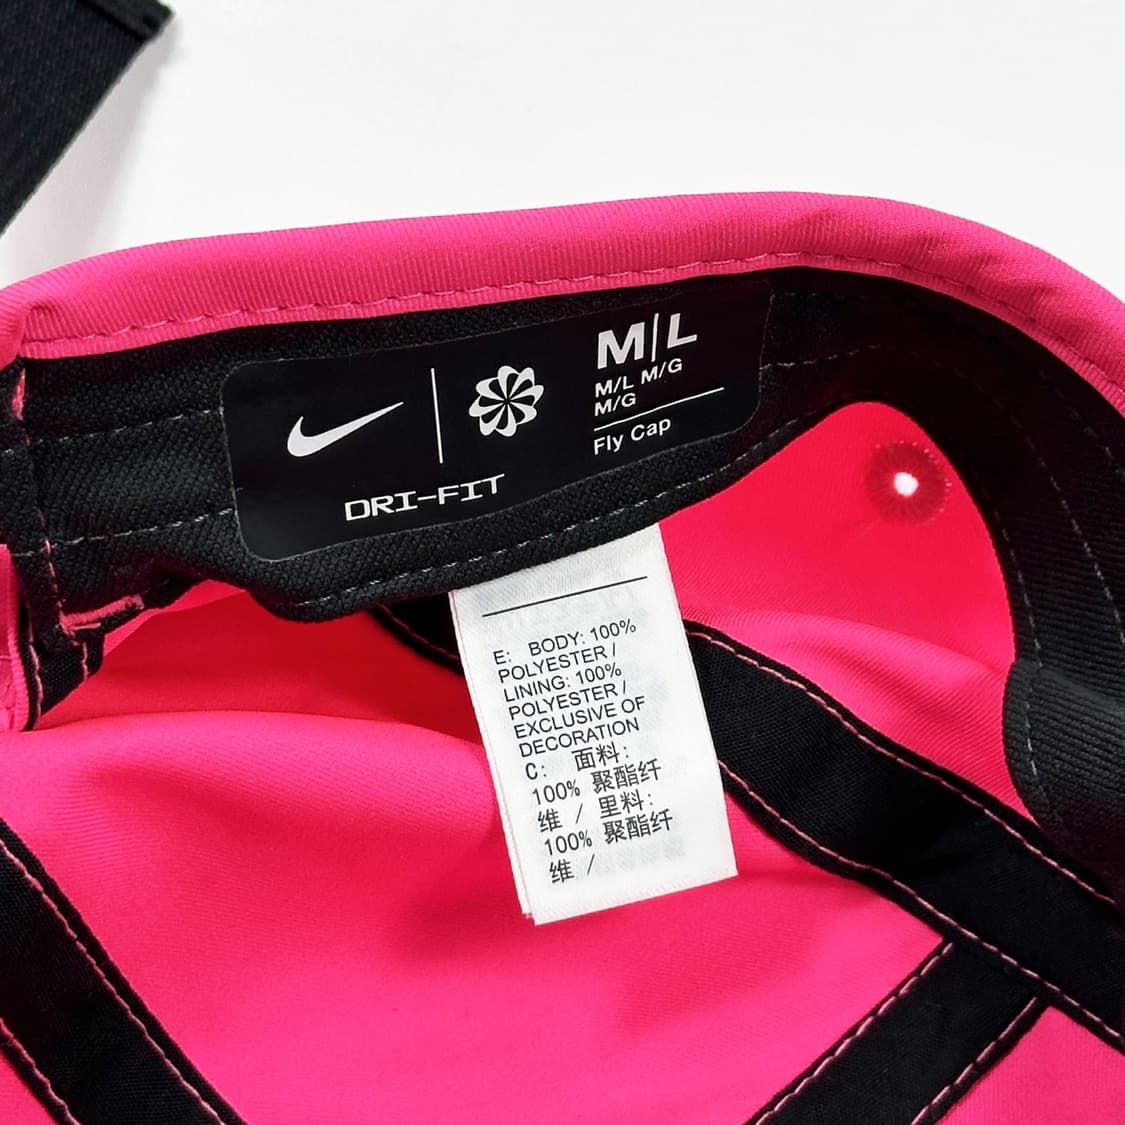 M|L
M/L M/G
M/G
Fly Cap
DRI-FIT
E: BODY: 100%
POLYESTER /
LINING: 100%
POLYESTER /
EXCLUSIVE OF
DECORATION
C: 面料:
100% 聚酯纤
维 / 里料:
100% 聚酯纤
维 /